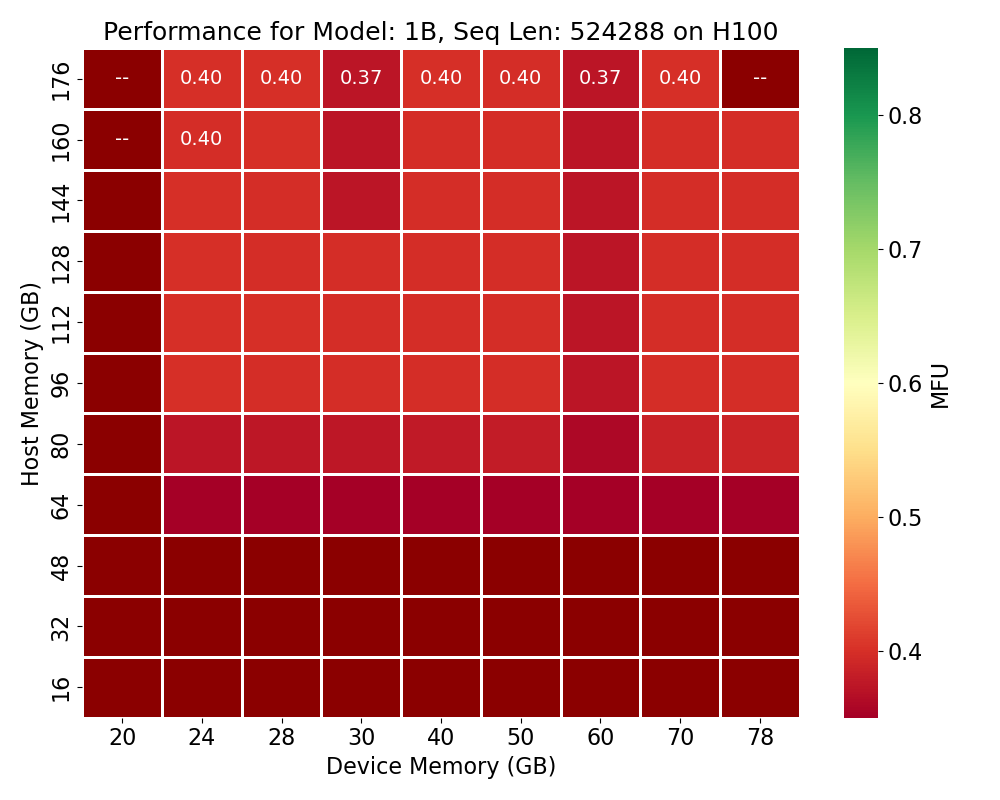 Performance for Model: 1B, Seq Len: 524288 on H100
176 -- 0.40 0.40 0.37 0.40 0.40 0.37 0.40 --
160 -- 0.40
144
128
112
96
80
64
48
32
16
Host Memory (GB)
20 24 28 30 40 50 60 70 78
Device Memory (GB)
0.8
0.7
0.6
0.5
0.4
MFU